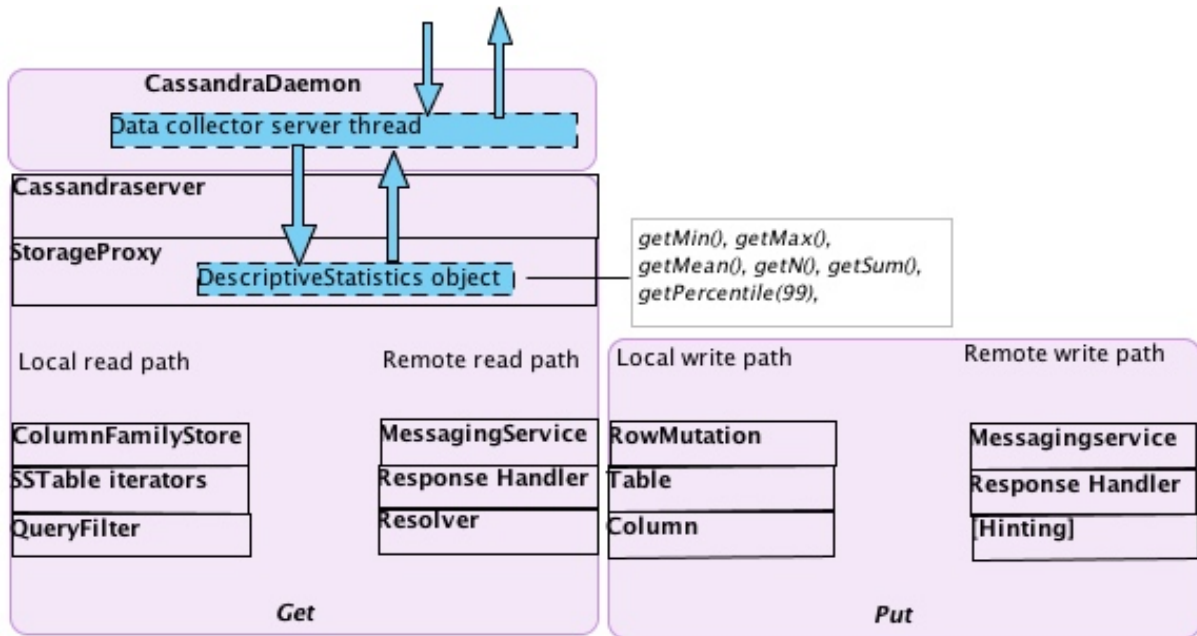 CassandraDaemon
Data collector server thread
Cassandraserver
StorageProxy
DescriptiveStatistics object
getMin(), getMax(),
getMean(), getN(), getSum(),
getPercentile(99),
Local read path
Remote read path
Local write path
Remote write path
ColumnFamilyStore
SSTable iterators
QueryFilter
MessagingService
Response Handler
Resolver
RowMutation
Table
Column
Messagingservice
Response Handler
[Hinting]
Get
Put